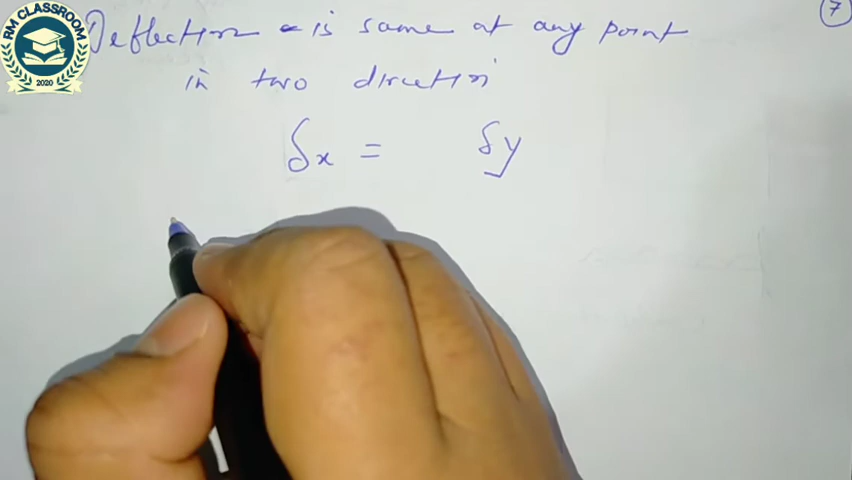 RM CLASSROOM
2020
7
Deflection is same at any point
in two direction
δx = δy